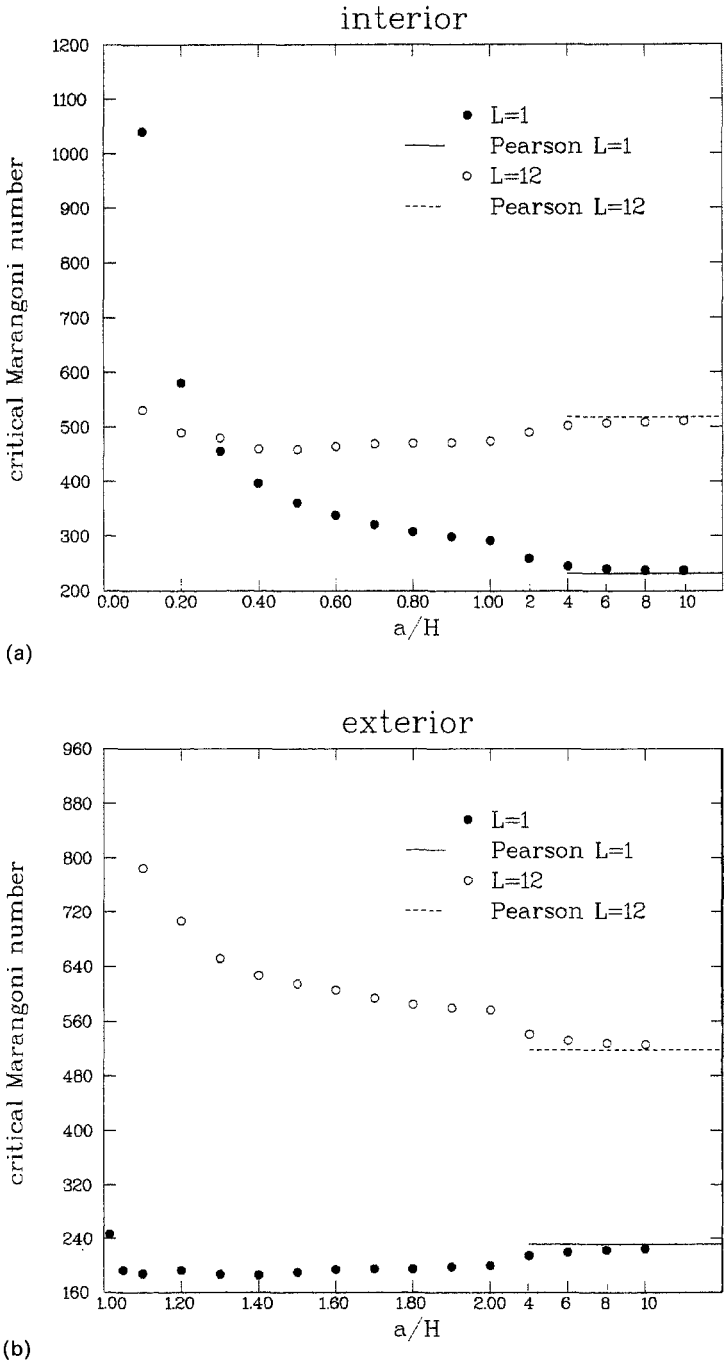 interior
1200
1100
1000
900
800
700
600
500
400
300
200
critical Marangoni number
L=1
Pearson L=1
L=12
Pearson L=12
0.00 0.20 0.40 0.60 0.80 1.00 2 4 6 8 10
a/H
(a)
exterior
960
880
800
720
640
560
480
400
320
240
160
critical Marangoni number
L=1
Pearson L=1
L=12
Pearson L=12
1.00 1.20 1.40 1.60 1.80 2.00 4 6 8 10
a/H
(b)